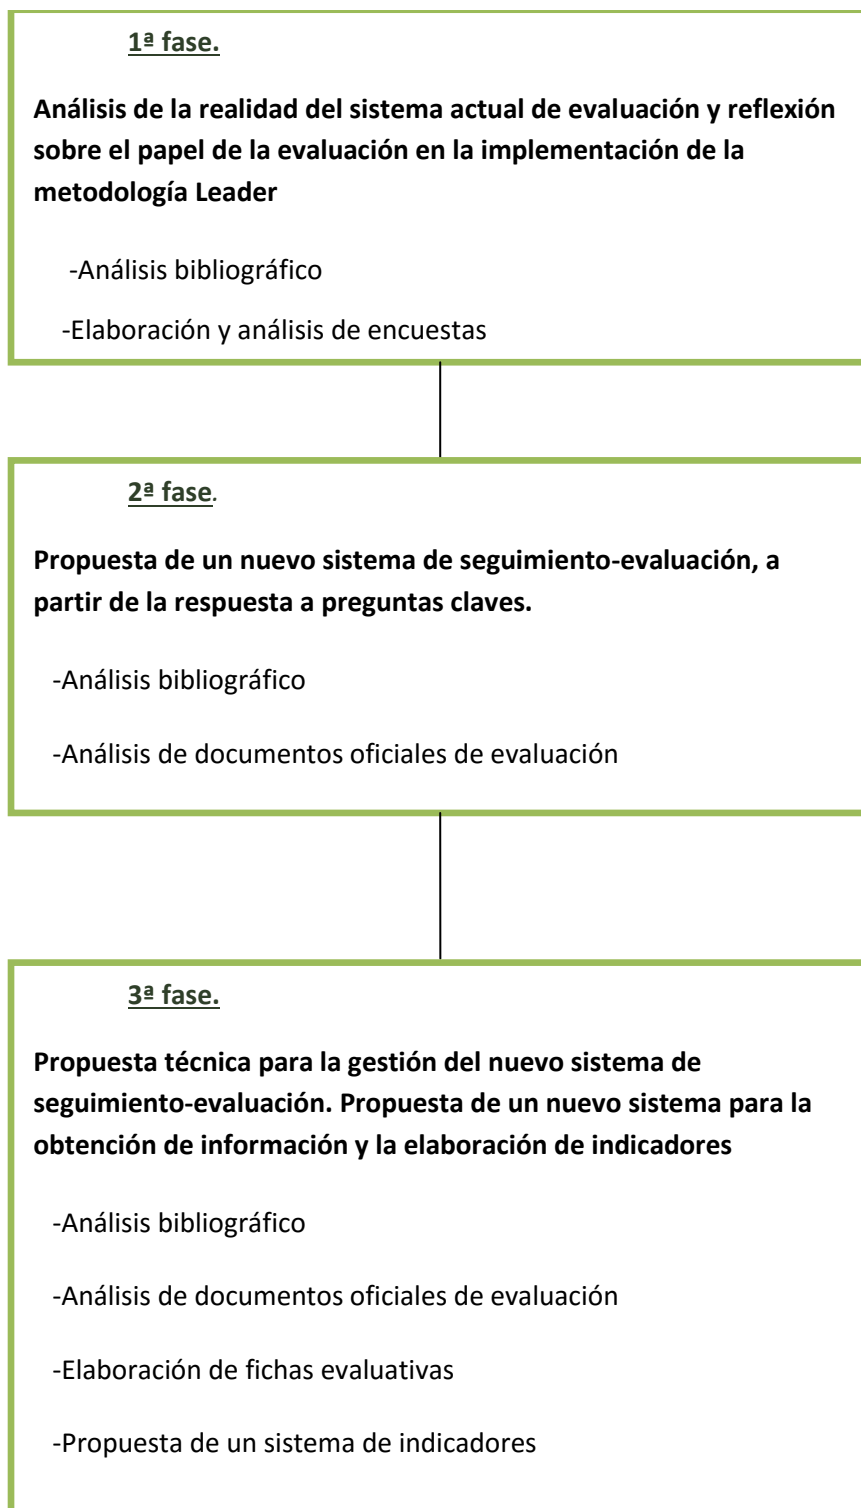 1ª fase.
Análisis de la realidad del sistema actual de evaluación y reflexión
sobre el papel de la evaluación en la implementación de la
metodología Leader
-Análisis bibliográfico
-Elaboración y análisis de encuestas
2ª fase.
Propuesta de un nuevo sistema de seguimiento-evaluación, a
partir de la respuesta a preguntas claves.
-Análisis bibliográfico
-Análisis de documentos oficiales de evaluación
3ª fase.
Propuesta técnica para la gestión del nuevo sistema de
seguimiento-evaluación. Propuesta de un nuevo sistema para la
obtención de información y la elaboración de indicadores
-Análisis bibliográfico
-Análisis de documentos oficiales de evaluación
-Elaboración de fichas evaluativas
-Propuesta de un sistema de indicadores